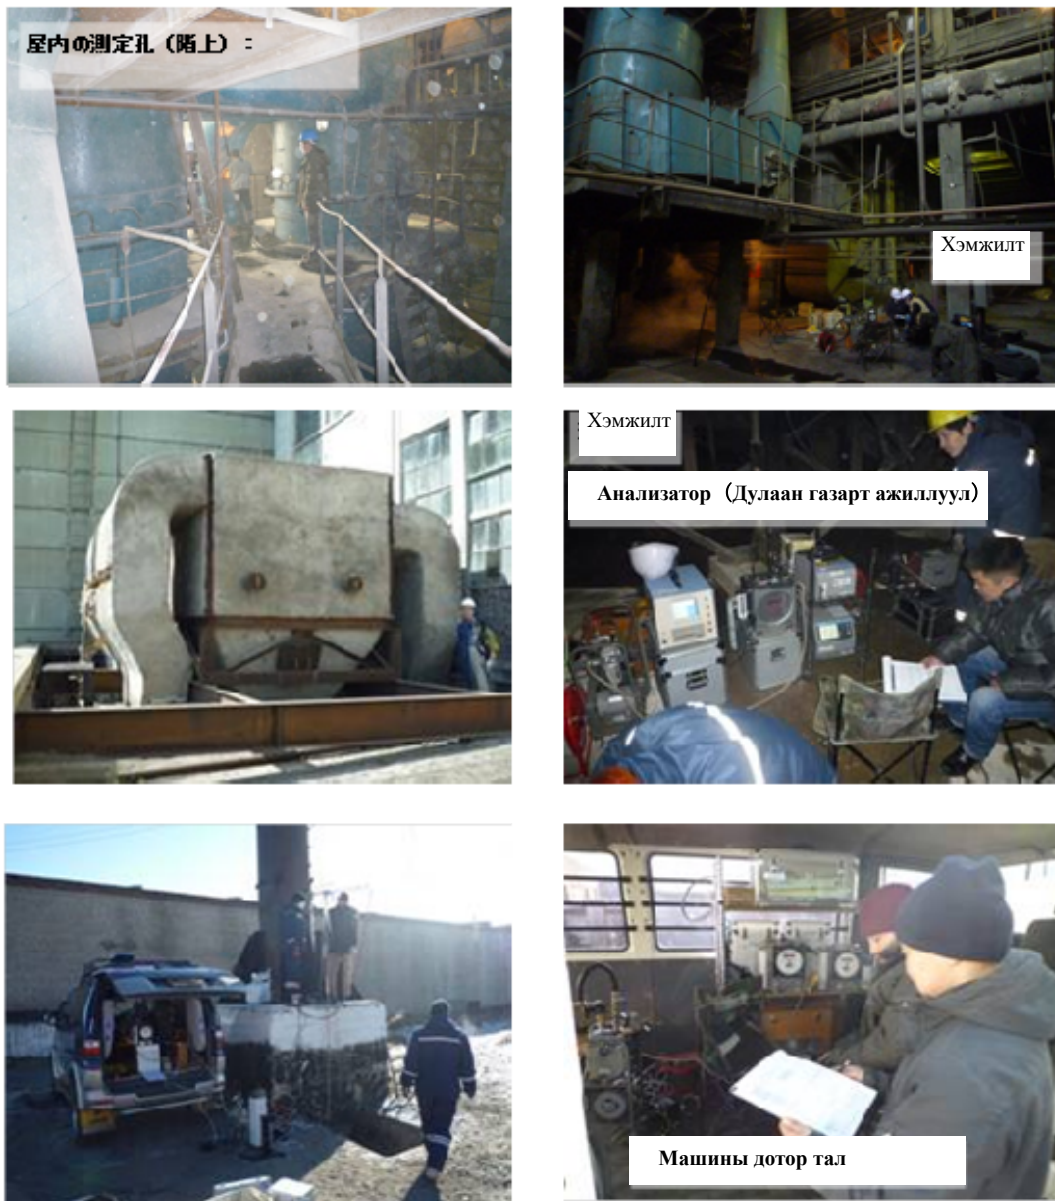 屋内の測定孔（階上）：
Хэмжилт
Хэмжилт
Анализатор（Дулаан газарт ажиллуул）
Машины дотор тал